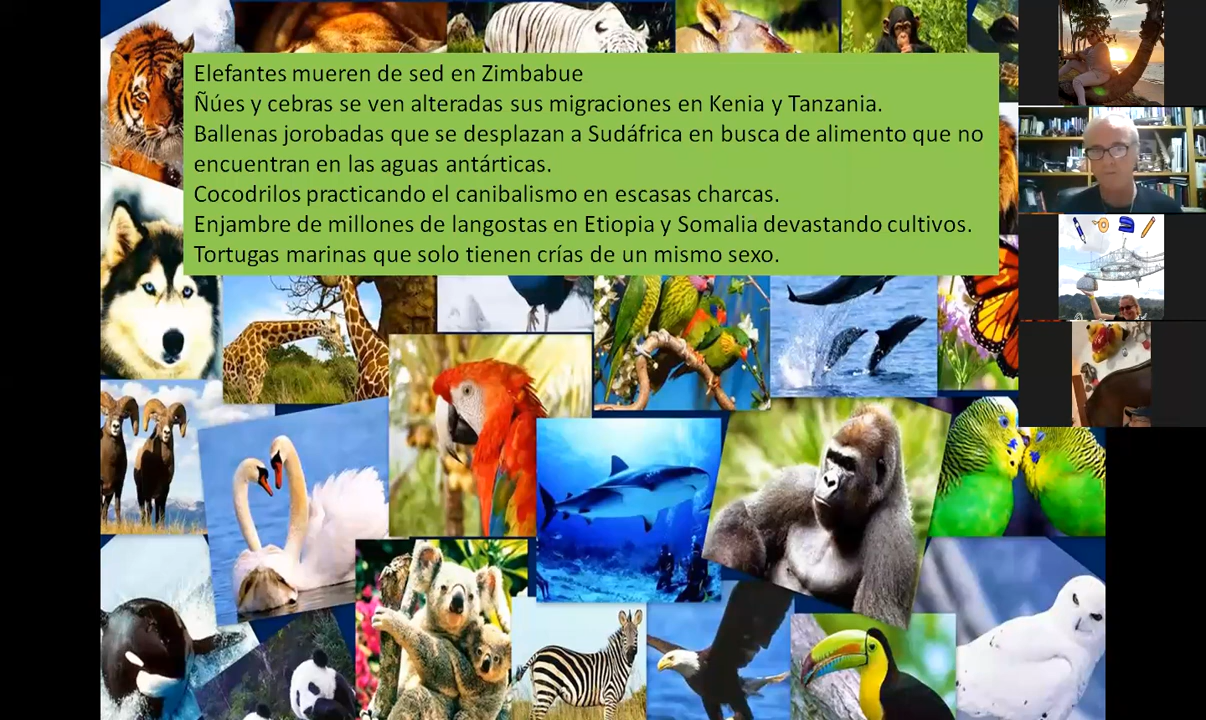 Elefantes mueren de sed en Zimbabue
Ñúes y cebras se ven alteradas sus migraciones en Kenia y Tanzania.
Ballenas jorobadas que se desplazan a Sudáfrica en busca de alimento que no
encuentran en las aguas antárticas.
Cocodrilos practicando el canibalismo en escasas charcas.
Enjambre de millones de langostas en Etiopia y Somalia devastando cultivos.
Tortugas marinas que solo tienen crías de un mismo sexo.